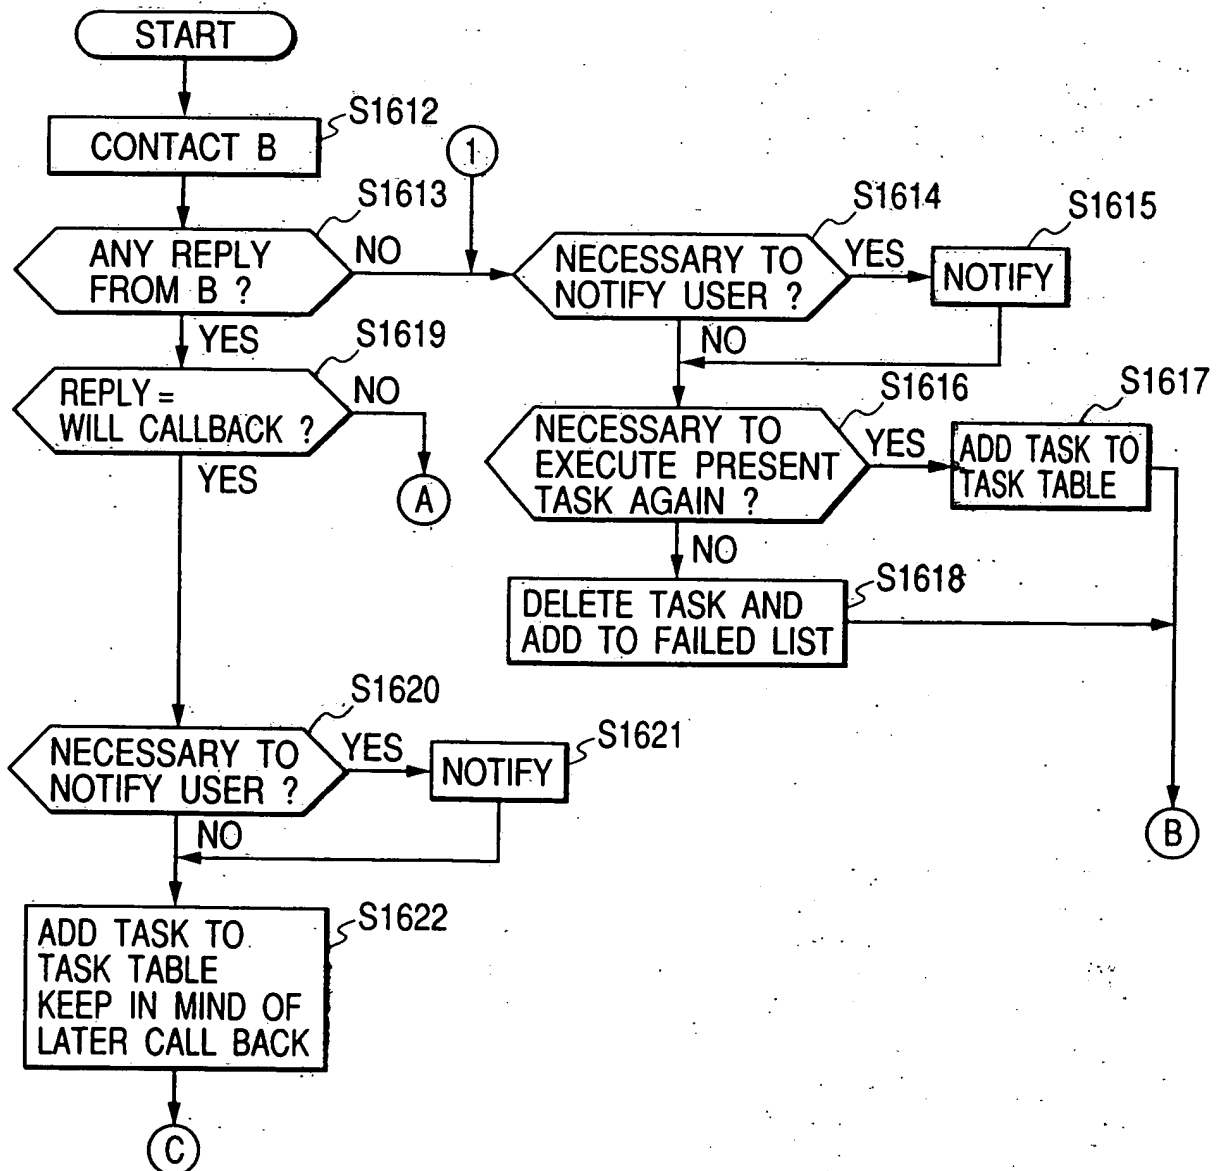 START
S1612
CONTACT B
1
S1613
ANY REPLY
FROM B ?
NO
YES
S1614
NECESSARY TO
NOTIFY USER ?
YES
NO
S1615
NOTIFY
S1619
REPLY =
WILL CALLBACK ?
NO
YES
A
S1616
NECESSARY TO
EXECUTE PRESENT
TASK AGAIN ?
YES
NO
S1617
ADD TASK TO
TASK TABLE
S1618
DELETE TASK AND
ADD TO FAILED LIST
B
S1620
NECESSARY TO
NOTIFY USER ?
YES
NO
S1621
NOTIFY
S1622
ADD TASK TO
TASK TABLE
KEEP IN MIND OF
LATER CALL BACK
C